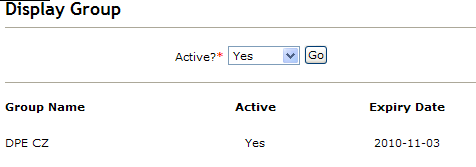 Display Group
Active?* Yes Go
Group Name Active Expiry Date
DPE CZ Yes 2010-11-03